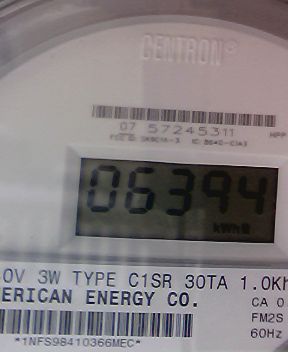 CENTRON®
07 57245311
06394
kWh
0V 3W TYPE C1SR 30TA 1.0Kh
ERICAN ENERGY CO.
CA 0
FM2S
60Hz
*1NFS98410366MEC*